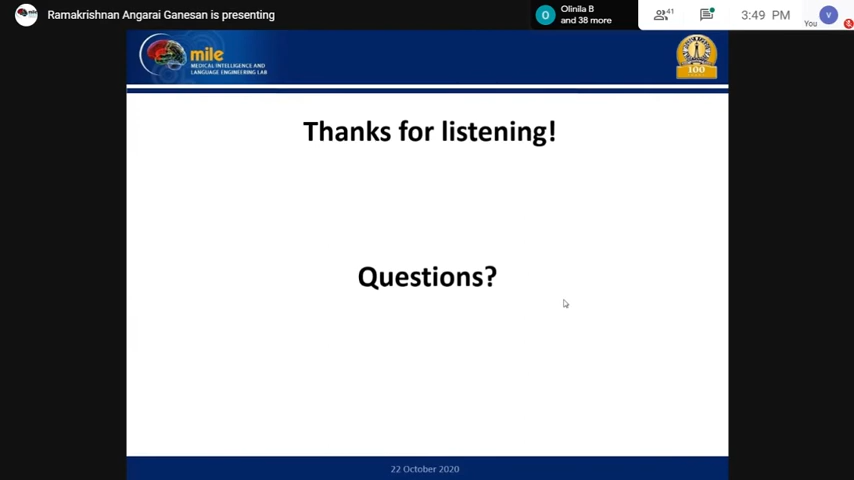 Ramakrishnan Angarai Ganesan is presenting
O
Olinila B
and 38 more
41
3:49 PM
You
V
mile
MEDICAL INTELLIGENCE AND
LANGUAGE ENGINEERING LAB
100
Thanks for listening!
Questions?
22 October 2020